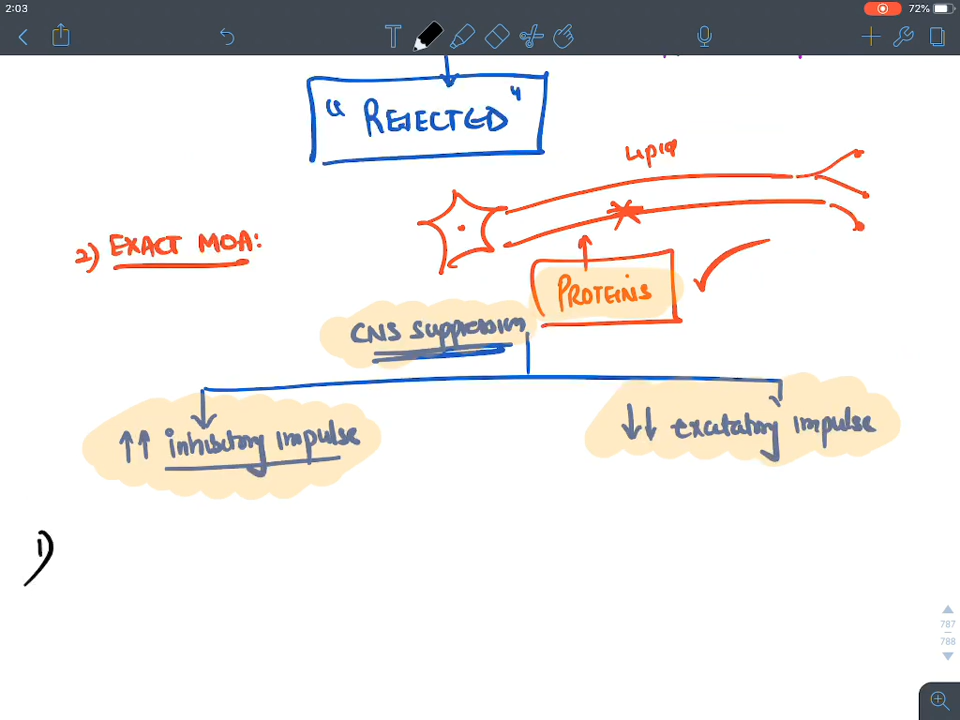 2:03
72%
T
"REJECTED"
Lipid
2) EXACT MOA:
PROTEINS
CNS suppression
↑↑ inhibitory impulse
↓↓ excitatory impulse
1)
787
788